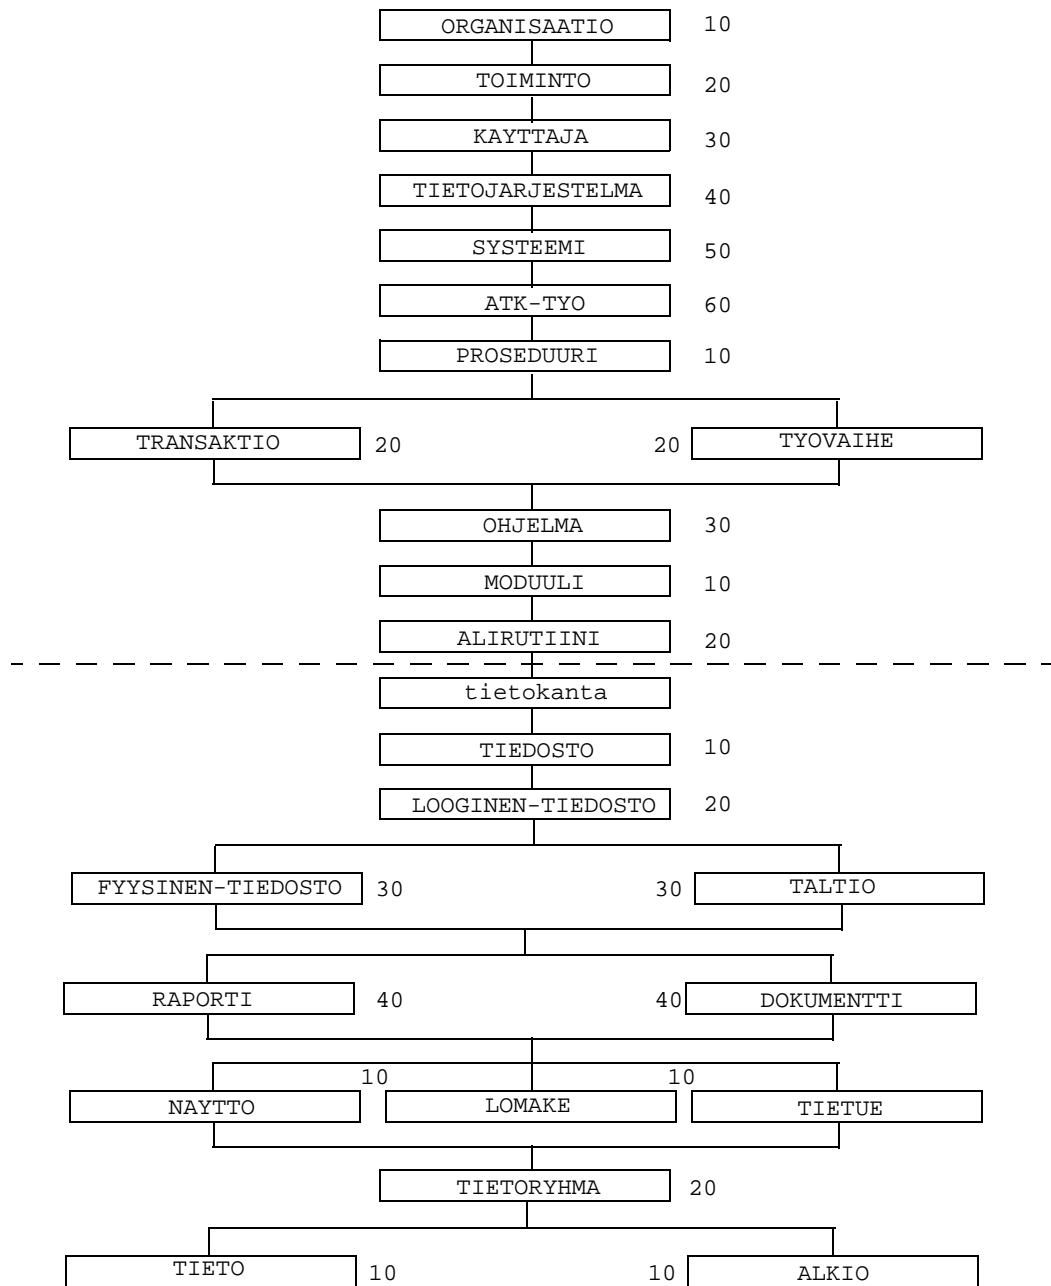 ORGANISAATIO 10
TOIMINTO 20
KAYTTAJA 30
TIETOJARJESTELMA 40
SYSTEEMI 50
ATK-TYO 60
PROSEDUURI 10
TRANSAKTIO 20 20 TYOVAIHE
OHJELMA 30
MODUULI 10
ALIRUTIINI 20
tietokanta
TIEDOSTO 10
LOOGINEN-TIEDOSTO 20
FYYSINEN-TIEDOSTO 30 30 TALTIO
RAPORTI 40 40 DOKUMENTTI
10 10
NAYTTO LOMAKE TIETUE
TIETORYHMA 20
TIETO 10 10 ALKIO